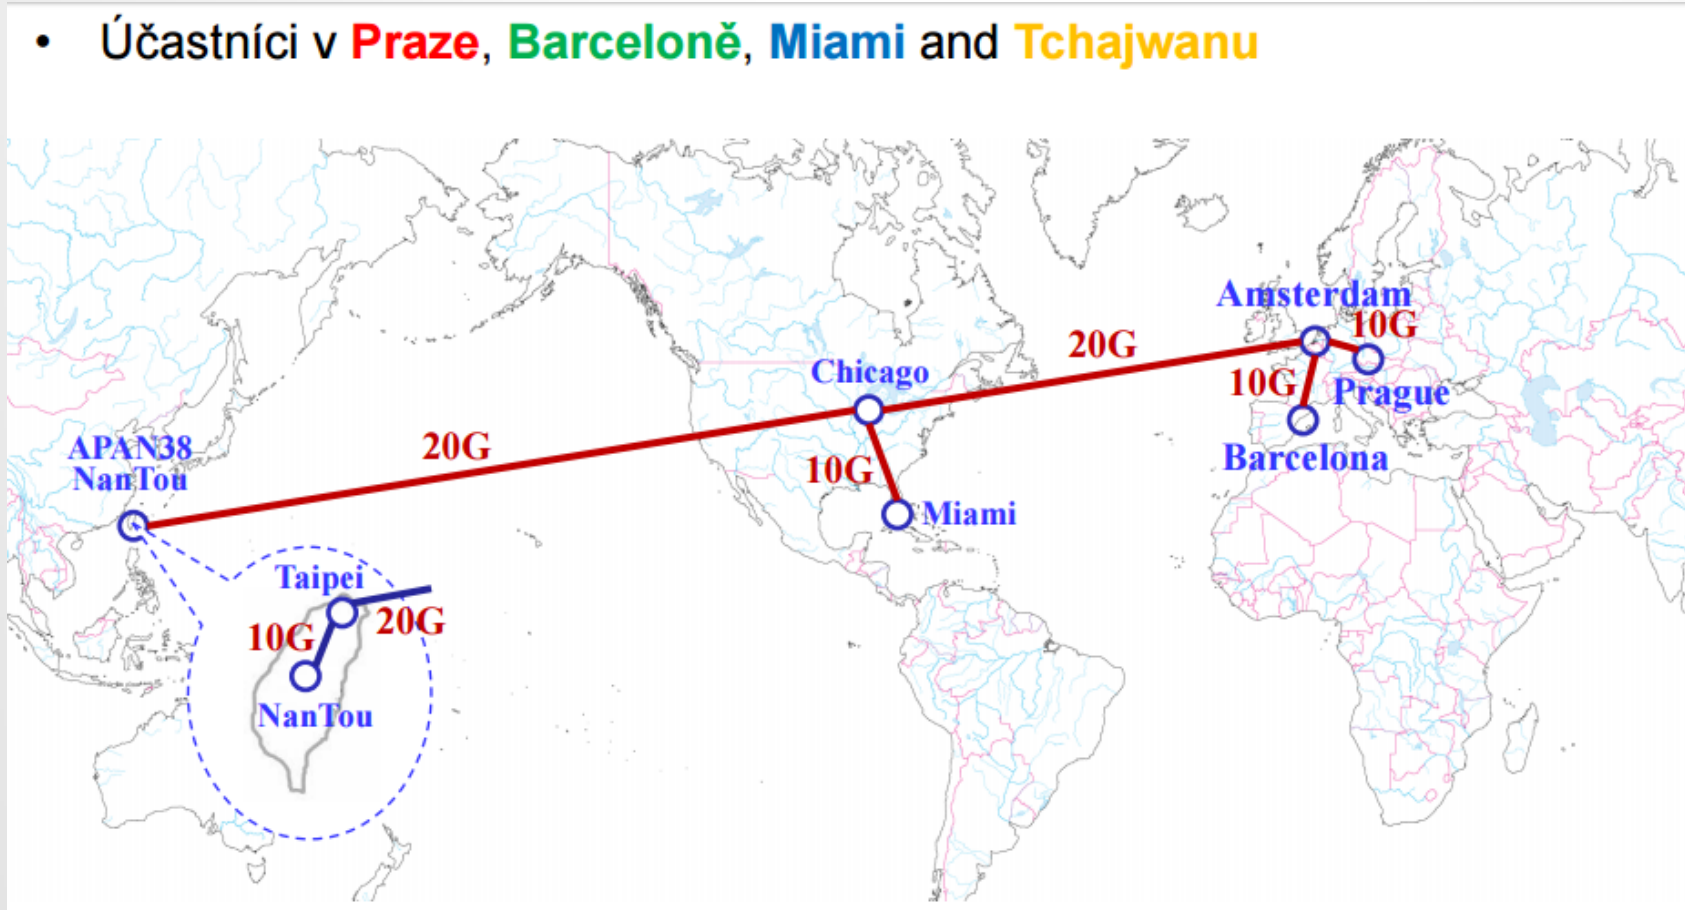 • Účastníci v Praze, Barceloně, Miami and Tchajwanu
Amsterdam
10G
20G
Chicago
10G
Prague
APAN38
NanTou
20G
Barcelona
10G
Miami
Taipei
20G
10G
NanTou